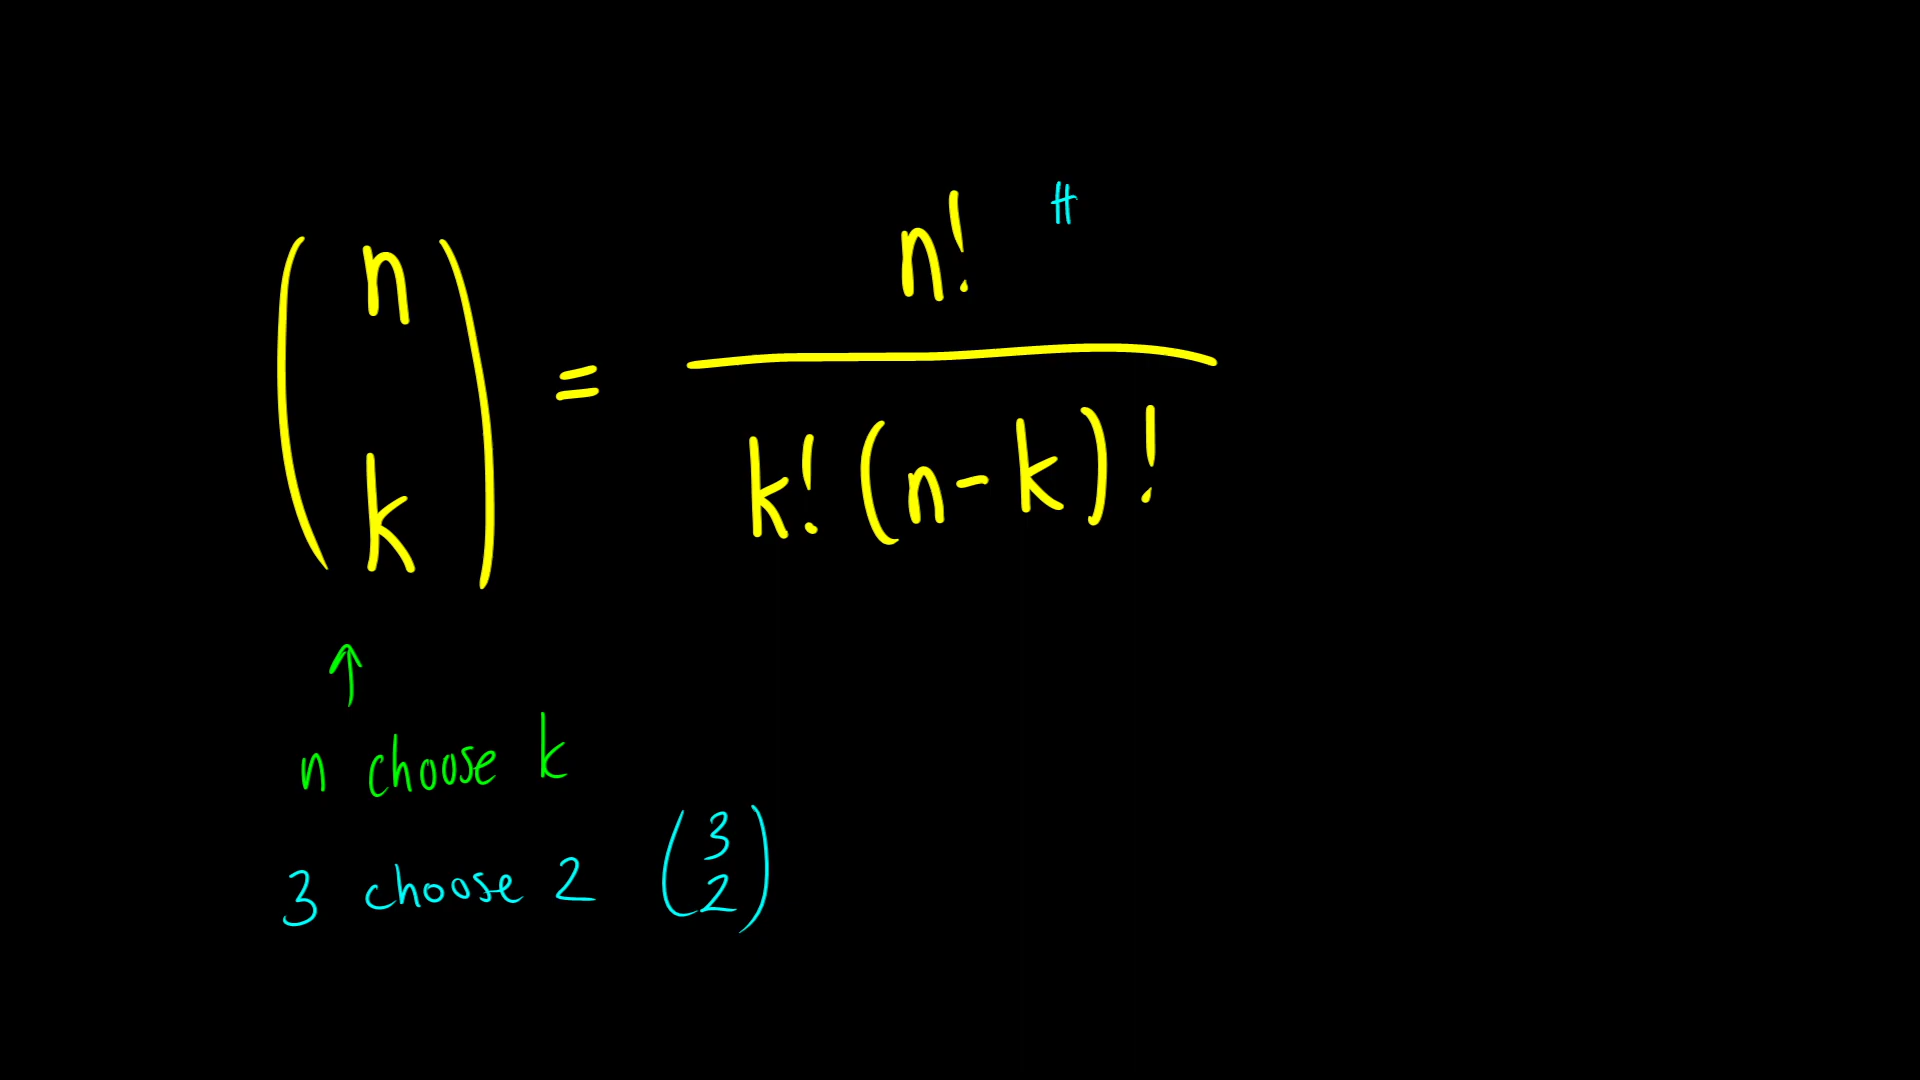 (n k) = n! / k!(n-k)! #
↑
n choose k
3 choose 2 (3 2)